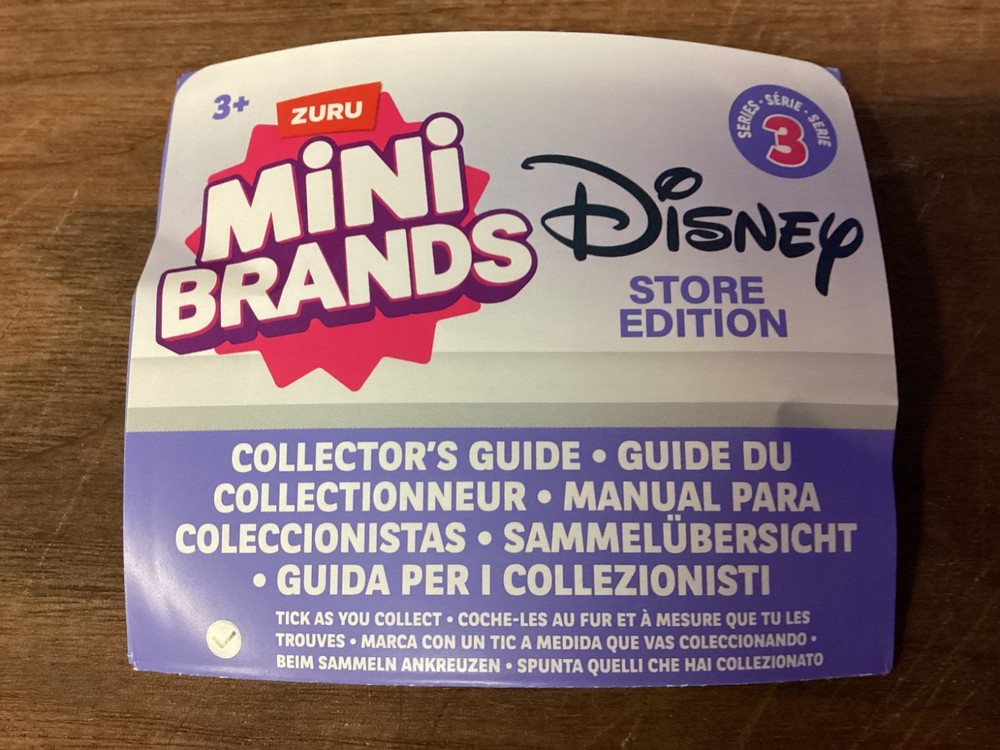 3+
ZURU
MiNi
BRANDS
SERIES • SÉRIE • SERIE
3
Disney
STORE
EDITION
COLLECTOR'S GUIDE • GUIDE DU
COLLECTIONNEUR • MANUAL PARA
COLECCIONISTAS • SAMMELÜBERSICHT
• GUIDA PER I COLLEZIONISTI
TICK AS YOU COLLECT • COCHE-LES AU FUR ET À MESURE QUE TU LES
TROUVES • MARCA CON UN TIC A MEDIDA QUE VAS COLECCIONANDO •
BEIM SAMMELN ANKREUZEN • SPUNTA QUELLI CHE HAI COLLEZIONATO